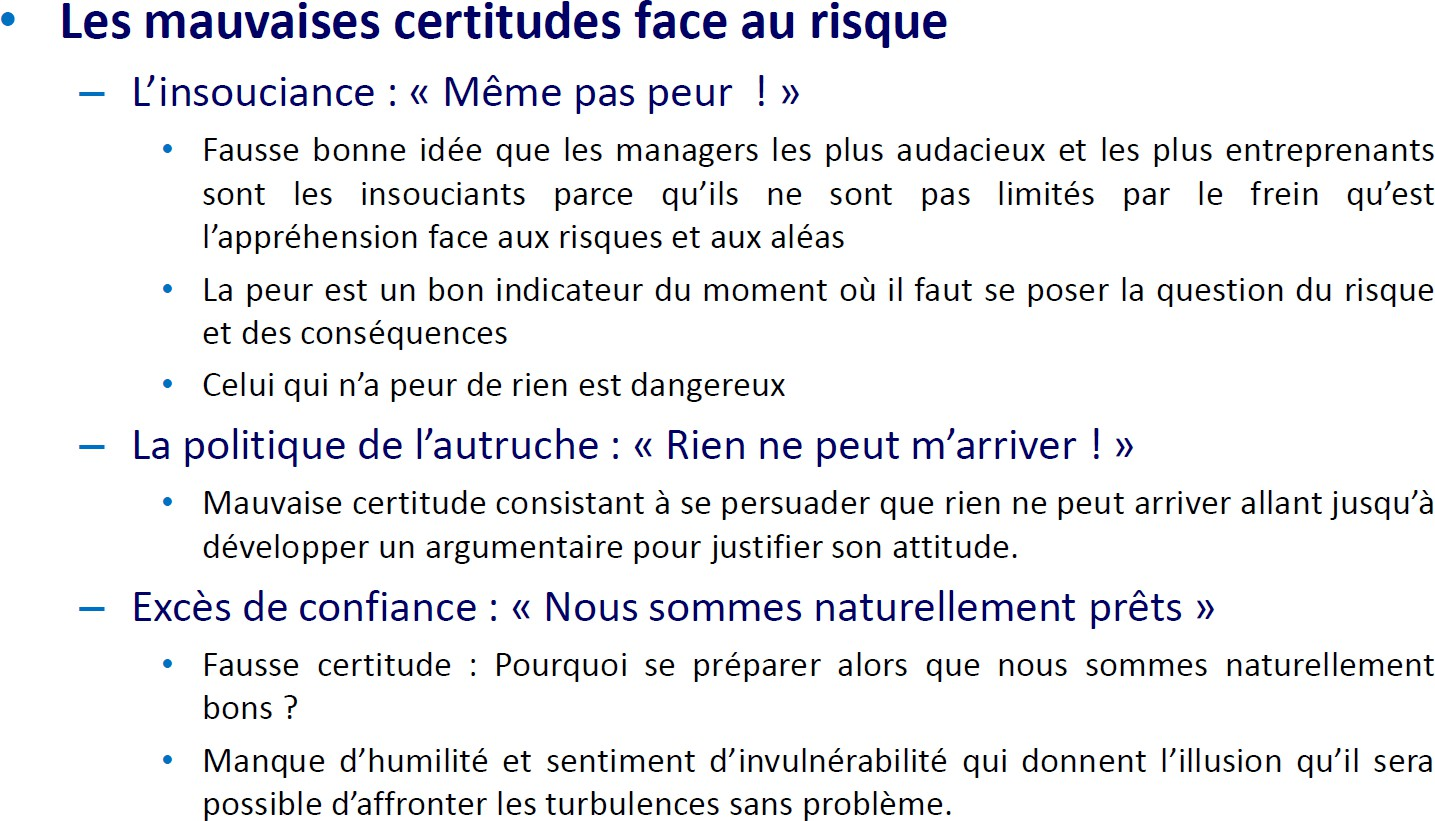 • Les mauvaises certitudes face au risque
– L’insouciance : « Même pas peur  ! »
• Fausse bonne idée que les managers les plus audacieux et les plus entreprenants
sont les insouciants parce qu’ils ne sont pas limités par le frein qu’est
l’appréhension face aux risques et aux aléas
• La peur est un bon indicateur du moment où il faut se poser la question du risque
et des conséquences
• Celui qui n’a peur de rien est dangereux
– La politique de l’autruche : « Rien ne peut m’arriver ! »
• Mauvaise certitude consistant à se persuader que rien ne peut arriver allant jusqu’à
développer un argumentaire pour justifier son attitude.
– Excès de confiance : « Nous sommes naturellement prêts »
• Fausse certitude : Pourquoi se préparer alors que nous sommes naturellement
bons ?
• Manque d’humilité et sentiment d’invulnérabilité qui donnent l’illusion qu’il sera
possible d’affronter les turbulences sans problème.